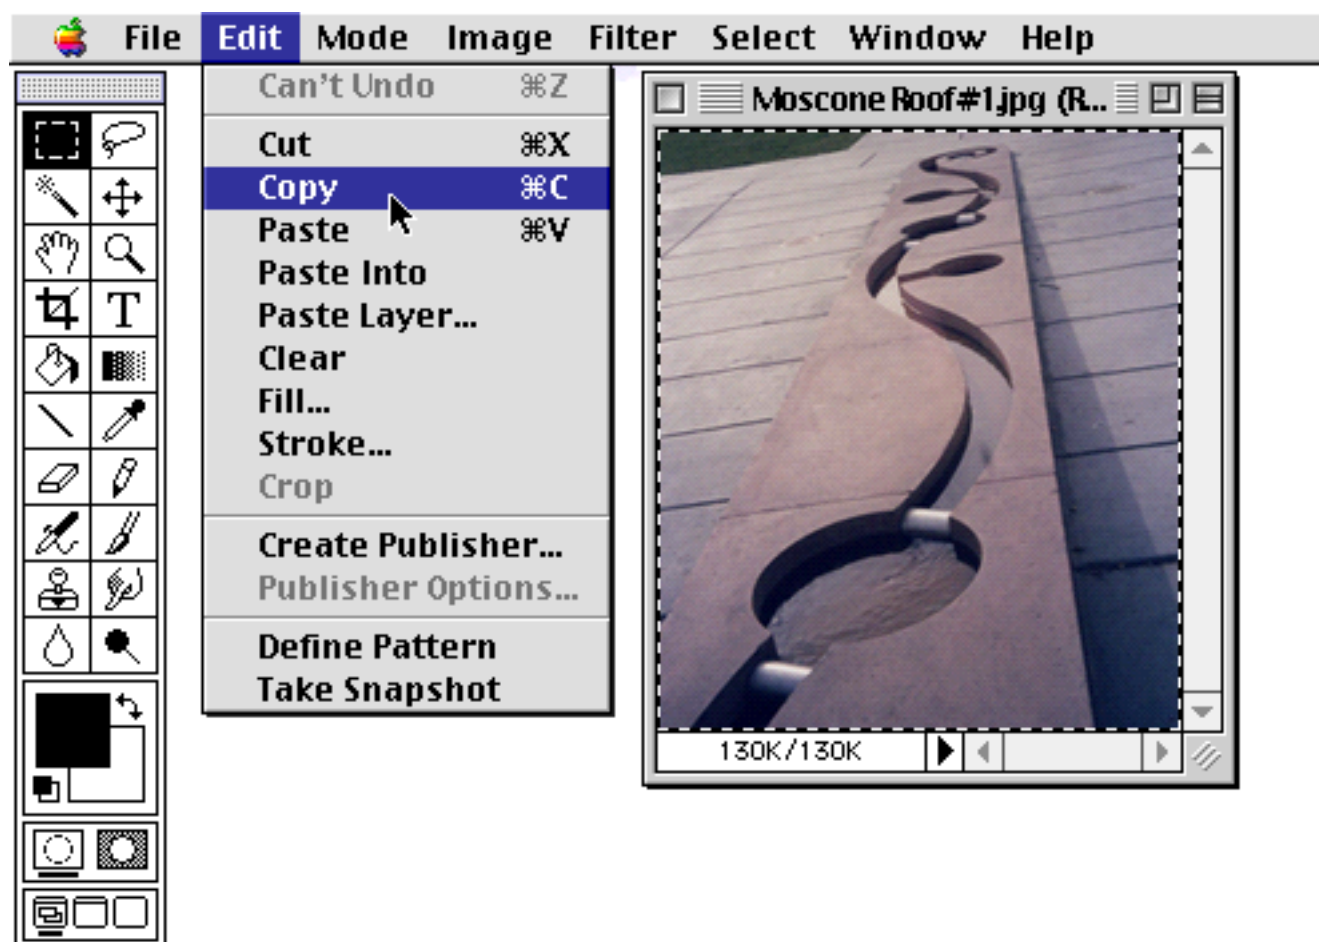 File Edit Mode Image Filter Select Window Help
Can't Undo ⌘Z
Cut ⌘X
Copy ⌘C
Paste ⌘V
Paste Into
Paste Layer...
Clear
Fill...
Stroke...
Crop
Create Publisher...
Publisher Options...
Define Pattern
Take Snapshot
T
Moscone Roof#1.jpg (R...
130K/130K